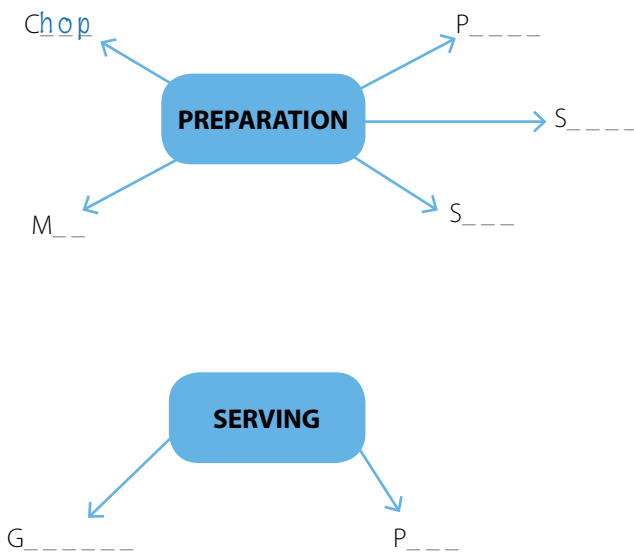 Chop
P_ _ _ _
PREPARATION
S_ _ _ _
M_ _
S_ _ _
SERVING
G_ _ _ _ _ _
P_ _ _